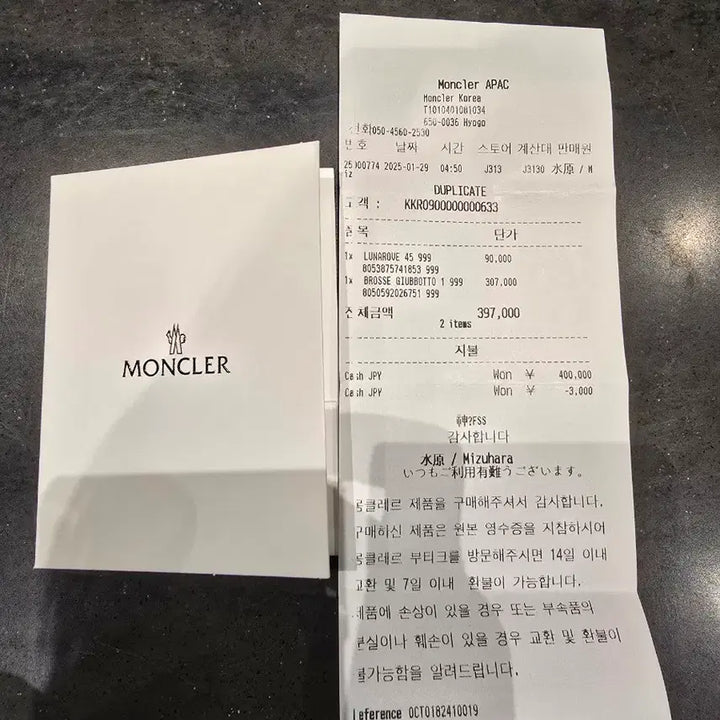 MONCLER
Moncler APAC
Moncler Korea
T1010401081034
650-0036 Hyogo
전화050-4560-2530
번호 날짜 시간 스토어 계산대 판매원
2025-01-29 04:50 J313 J3130 水原 / M
iz
DUPLICATE
고객 : KKR0900000000633
품목 단가
1x LUNAROVE 45 999 90,000
8053875741853 999
1x BROSSE GIUBBOTTO 1 999 307,000
8050592026751 999
전체금액 397,000
2 items
지불
Cash JPY Won ¥ 400,000
Cash JPY Won ¥ -3,000
감사합니다
水原 / Mizuhara
いつもご利用有難うございます。
몽클레르 제품을 구매해주셔서 감사합니다.
구매하신 제품은 원본 영수증을 지참하시어
몽클레르 부티크를 방문해주시면 14일 이내
교환 및 7일 이내 환불이 가능합니다.
제품에 손상이 있을 경우 또는 부속품의
분실이나 훼손이 있을 경우 교환 및 환불이
불가능함을 알려드립니다.
Reference OCT0182410019